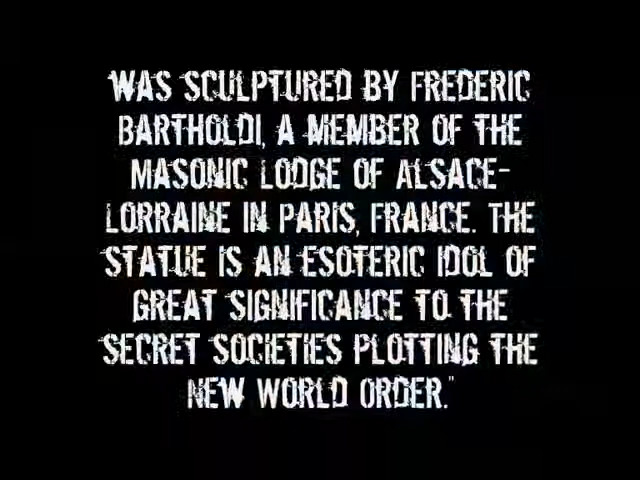 WAS SCULPTURED BY FREDERIC
BARTHOLDI, A MEMBER OF THE
MASONIC LODGE OF ALSACE-
LORRAINE IN PARIS, FRANCE. THE
STATUE IS AN ESOTERIC IDOL OF
GREAT SIGNIFICANCE TO THE
SECRET SOCIETIES PLOTTING THE
NEW WORLD ORDER."